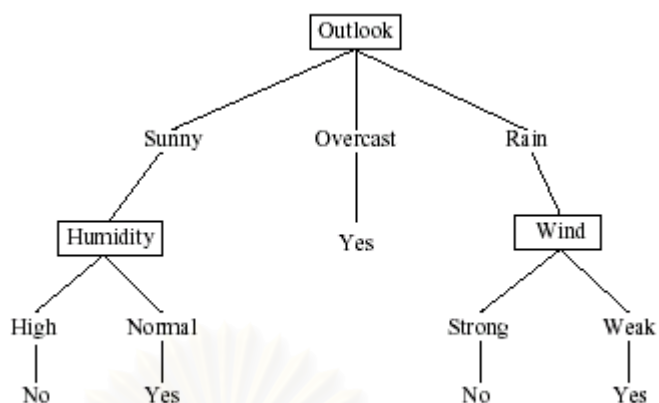 Outlook
Sunny Overcast Rain
Humidity Yes Wind
High Normal Strong Weak
No Yes No Yes